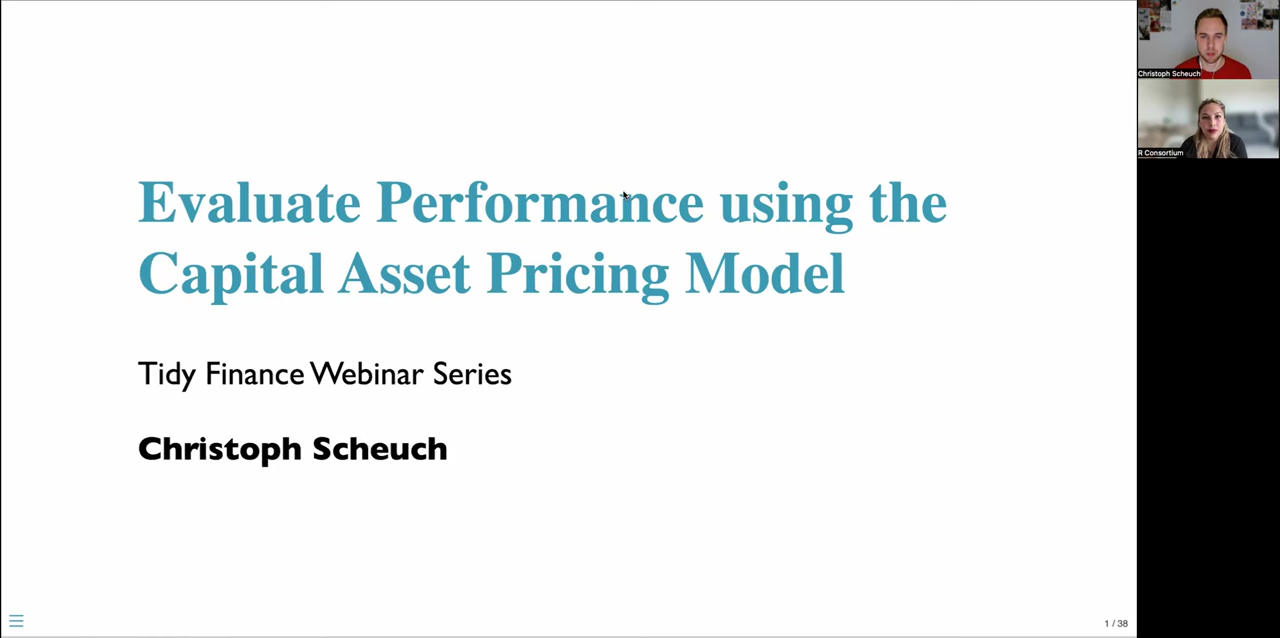 Evaluate Performance using the
Capital Asset Pricing Model
Tidy Finance Webinar Series
Christoph Scheuch
1 / 38
Christoph Scheuch
R Consortium